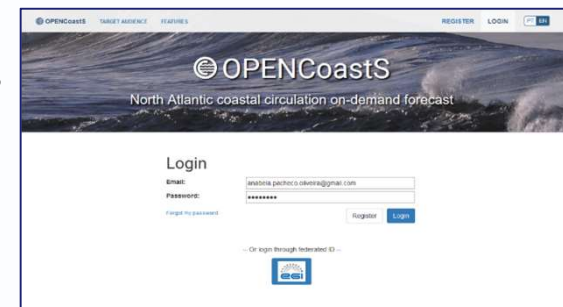 OPENCoastS TARGET AUDIENCE FEATURES REGISTER LOGIN PT EN
OPENCoastS
North Atlantic coastal circulation on-demand forecast
Login
Email: anabela.pacheco.oliveira@gmail.com
Password: ••••••••
Forgot my password Register Login
-- Or login through federated ID --
egi